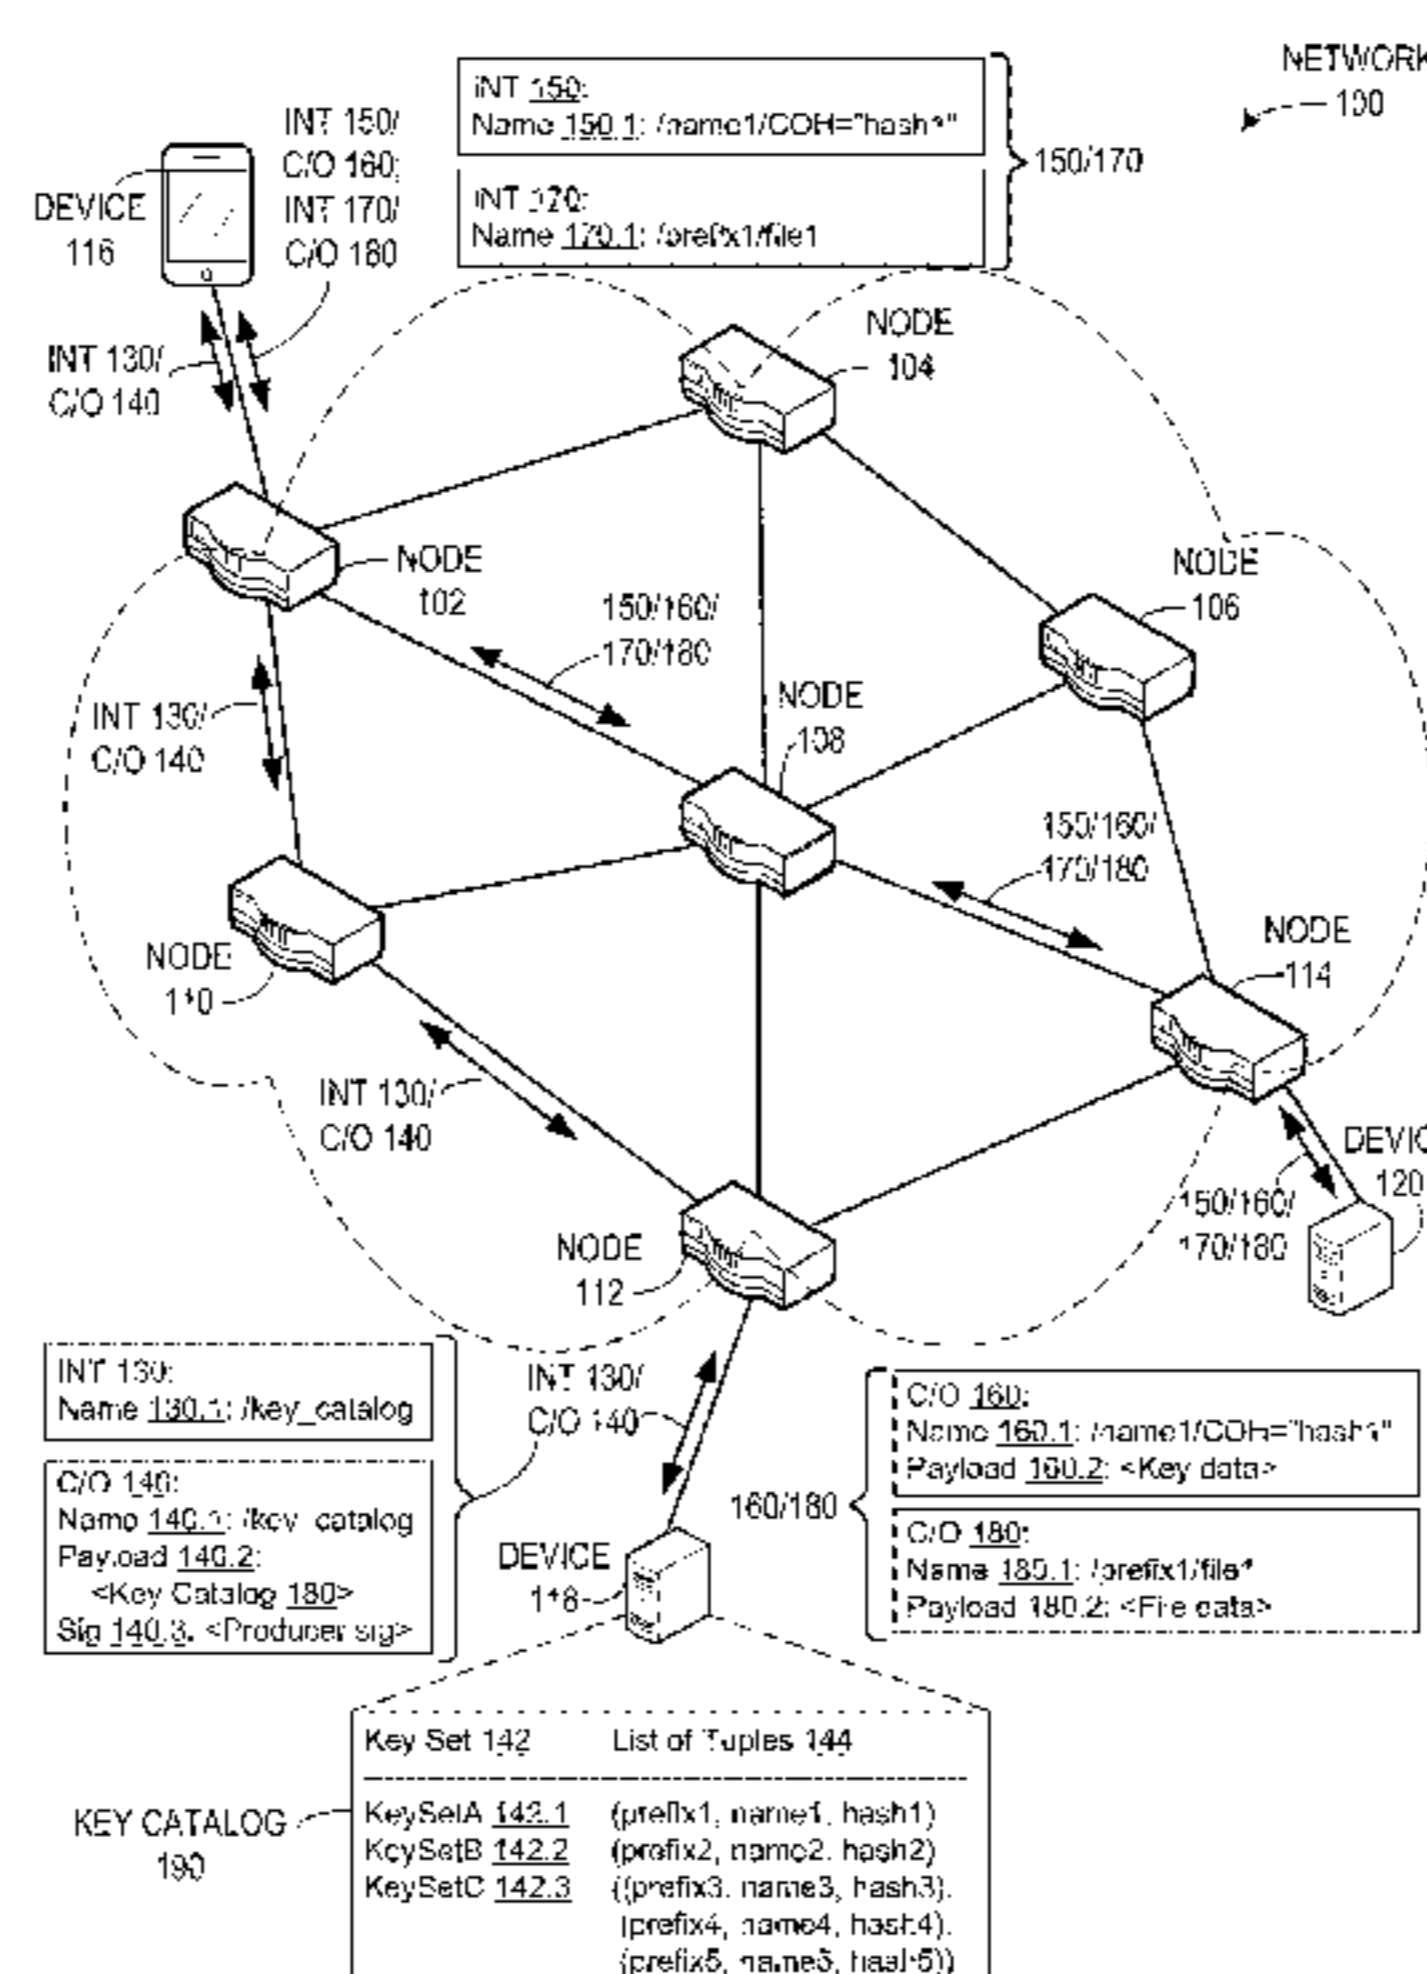 NETWORK
100
INT 150:
Name 150.1: /name1/COH="hash1"
INT 170:
Name 170.1: /prefix1/file1
150/170
INT 150/
C/O 160;
INT 170/
C/O 180
DEVICE
116
INT 130/
C/O 140
NODE
104
NODE
102
NODE
106
150/160/
170/180
NODE
108
INT 130/
C/O 140
150/160/
170/180
NODE
110
NODE
114
INT 130/
C/O 140
DEVIC
120
150/160/
170/180
NODE
112
INT 130:
Name 130.1: /key_catalog
C/O 140:
Name 140.1: /key_catalog
Payload 140.2:
<Key Catalog 180>
Sig 140.3: <Producer sig>
INT 130/
C/O 140
DEVICE
118
160/180
C/O 160:
Name 160.1: /name1/COH="hash1"
Payload 160.2: <Key data>
C/O 180:
Name 180.1: /prefix1/file1
Payload 180.2: <File data>
KEY CATALOG
190
Key Set 142 List of Tuples 144
KeySetA 142.1 (prefix1, name1, hash1)
KeySetB 142.2 (prefix2, name2, hash2)
KeySetC 142.3 ((prefix3, name3, hash3),
(prefix4, name4, hash4),
(prefix5, name5, hash5))